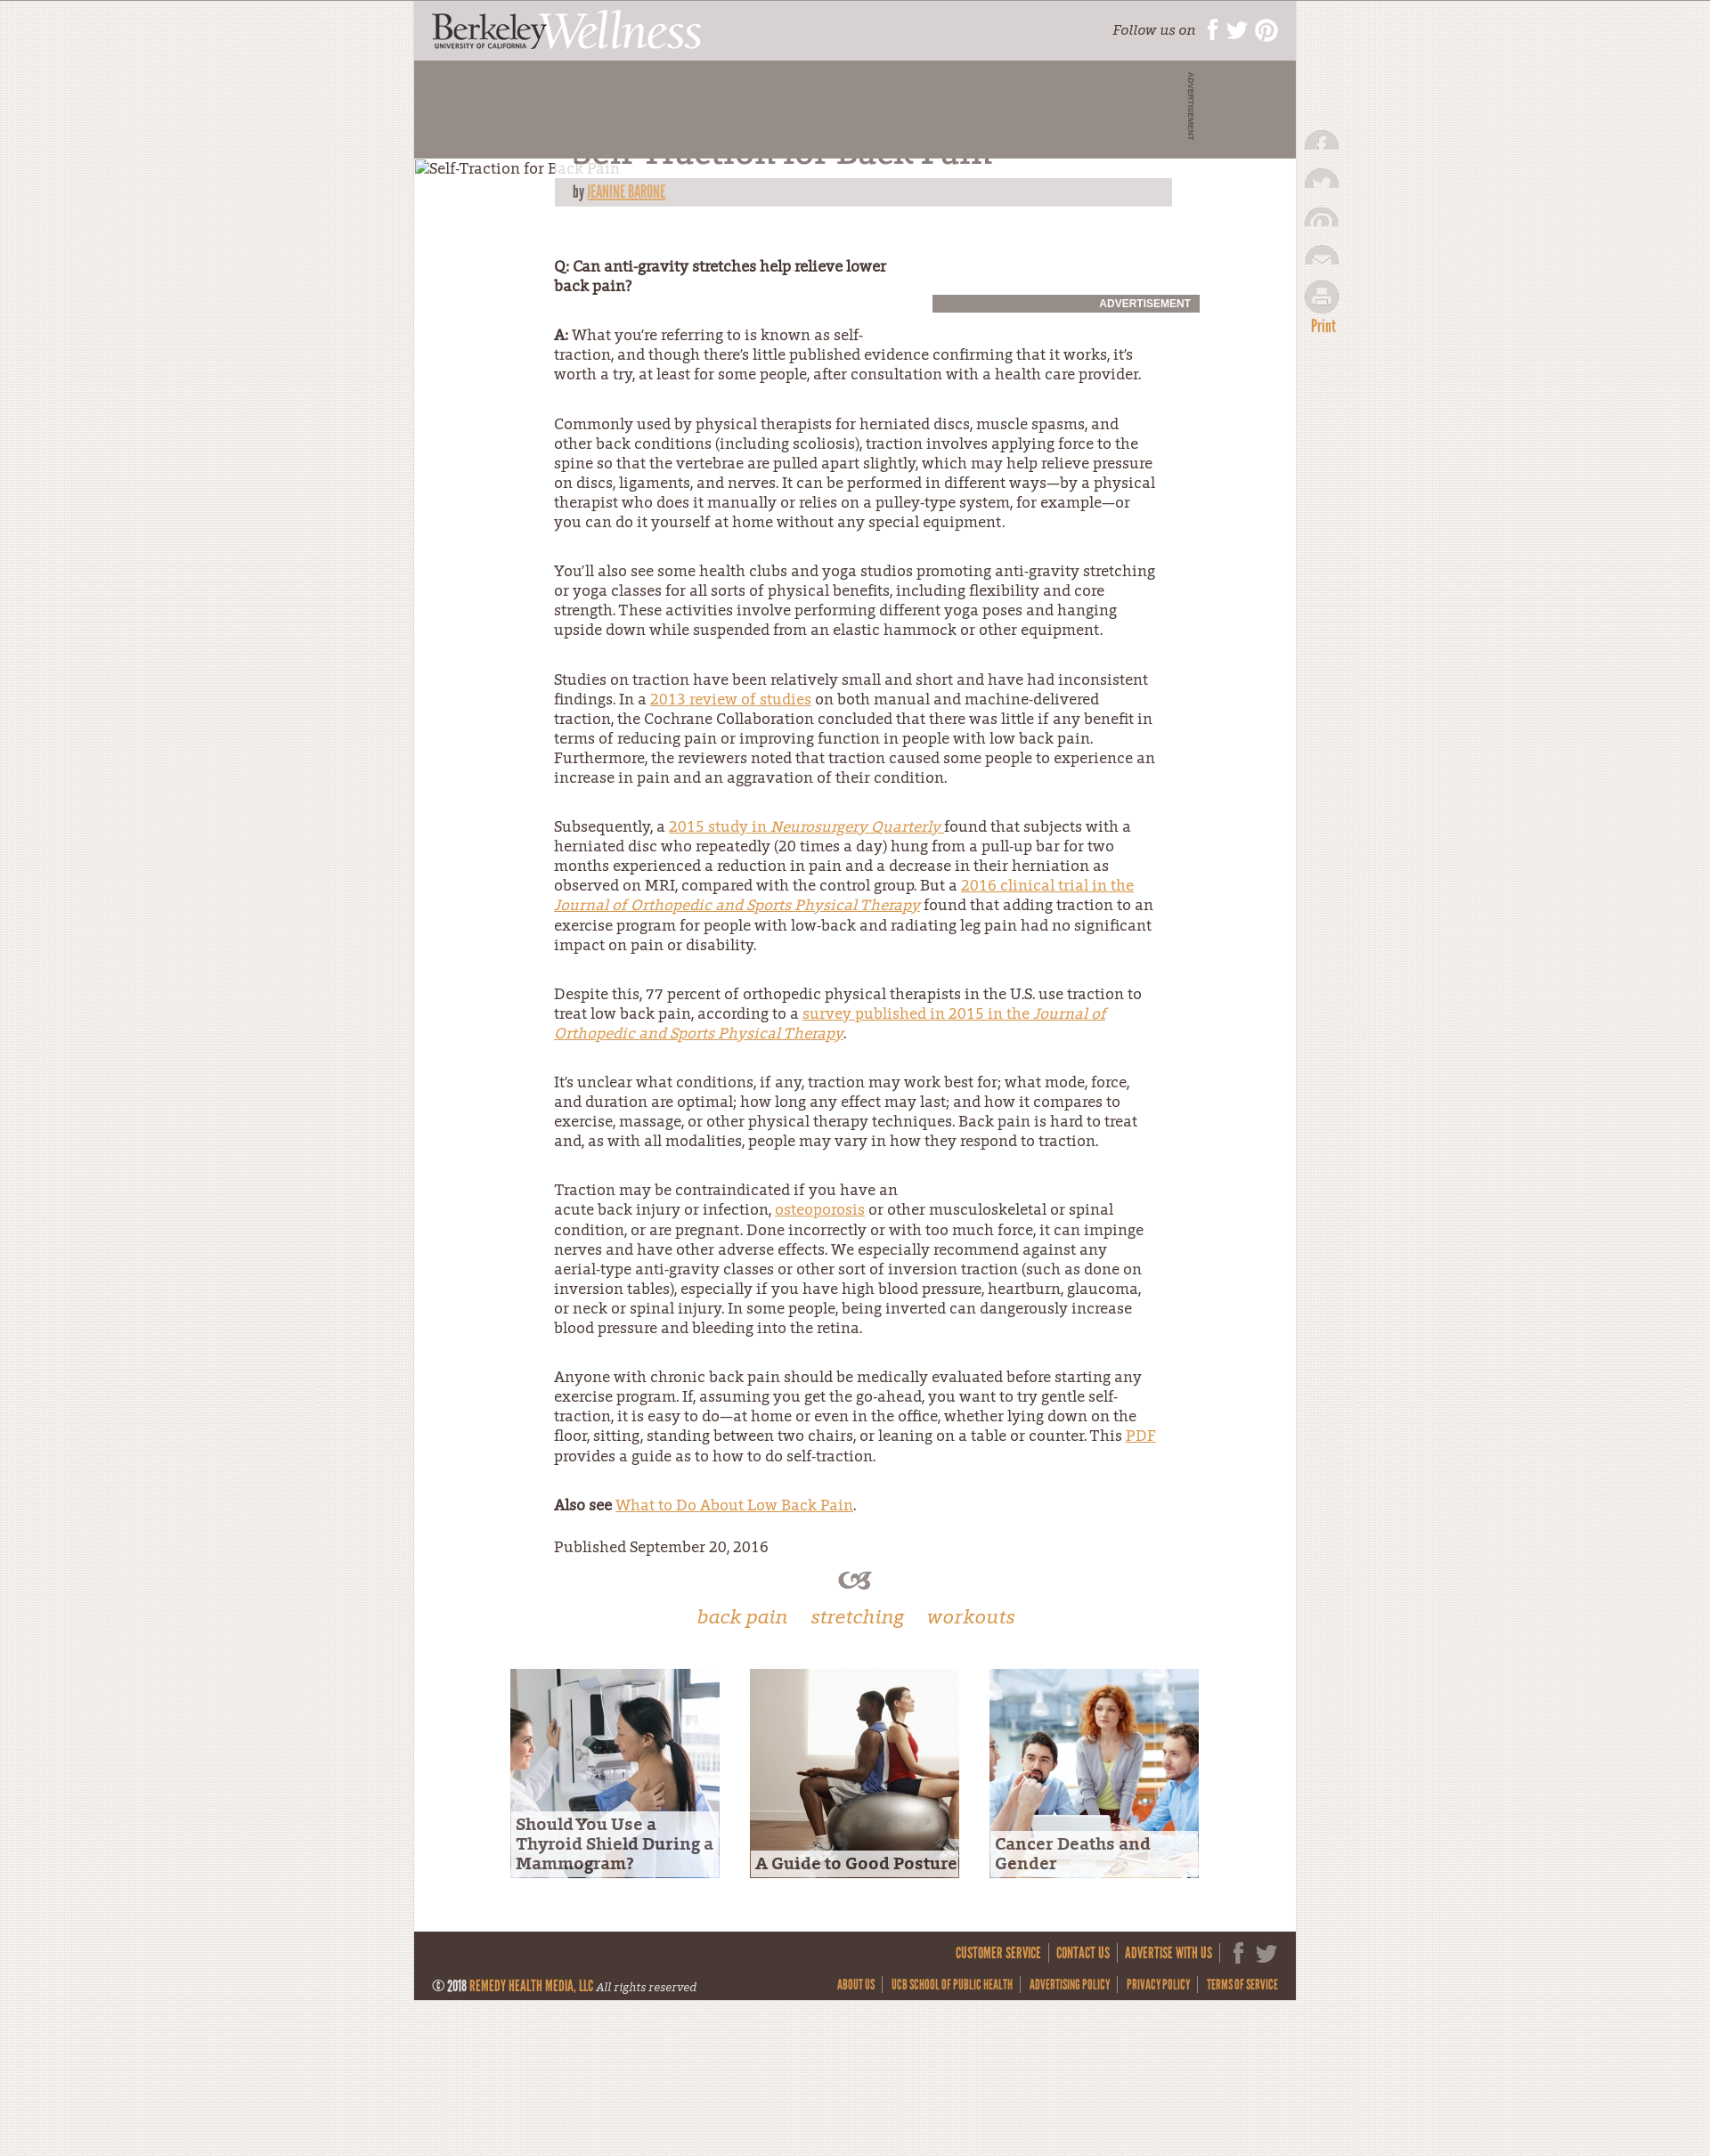 Berkeley Wellness
UNIVERSITY OF CALIFORNIA
Follow us on
ADVERTISEMENT
Self-Traction for Back Pain
Self-Traction for Back Pain
by JEANINE BARONE
Q: Can anti-gravity stretches help relieve lower
back pain?
ADVERTISEMENT
Print
A: What you’re referring to is known as self-
traction, and though there’s little published evidence confirming that it works, it’s
worth a try, at least for some people, after consultation with a health care provider.
Commonly used by physical therapists for herniated discs, muscle spasms, and
other back conditions (including scoliosis), traction involves applying force to the
spine so that the vertebrae are pulled apart slightly, which may help relieve pressure
on discs, ligaments, and nerves. It can be performed in different ways—by a physical
therapist who does it manually or relies on a pulley-type system, for example—or
you can do it yourself at home without any special equipment.
You’ll also see some health clubs and yoga studios promoting anti-gravity stretching
or yoga classes for all sorts of physical benefits, including flexibility and core
strength. These activities involve performing different yoga poses and hanging
upside down while suspended from an elastic hammock or other equipment.
Studies on traction have been relatively small and short and have had inconsistent
findings. In a 2013 review of studies on both manual and machine-delivered
traction, the Cochrane Collaboration concluded that there was little if any benefit in
terms of reducing pain or improving function in people with low back pain.
Furthermore, the reviewers noted that traction caused some people to experience an
increase in pain and an aggravation of their condition.
Subsequently, a 2015 study in Neurosurgery Quarterly found that subjects with a
herniated disc who repeatedly (20 times a day) hung from a pull-up bar for two
months experienced a reduction in pain and a decrease in their herniation as
observed on MRI, compared with the control group. But a 2016 clinical trial in the
Journal of Orthopedic and Sports Physical Therapy found that adding traction to an
exercise program for people with low-back and radiating leg pain had no significant
impact on pain or disability.
Despite this, 77 percent of orthopedic physical therapists in the U.S. use traction to
treat low back pain, according to a survey published in 2015 in the Journal of
Orthopedic and Sports Physical Therapy.
It’s unclear what conditions, if any, traction may work best for; what mode, force,
and duration are optimal; how long any effect may last; and how it compares to
exercise, massage, or other physical therapy techniques. Back pain is hard to treat
and, as with all modalities, people may vary in how they respond to traction.
Traction may be contraindicated if you have an
acute back injury or infection, osteoporosis or other musculoskeletal or spinal
condition, or are pregnant. Done incorrectly or with too much force, it can impinge
nerves and have other adverse effects. We especially recommend against any
aerial-type anti-gravity classes or other sort of inversion traction (such as done on
inversion tables), especially if you have high blood pressure, heartburn, glaucoma,
or neck or spinal injury. In some people, being inverted can dangerously increase
blood pressure and bleeding into the retina.
Anyone with chronic back pain should be medically evaluated before starting any
exercise program. If, assuming you get the go-ahead, you want to try gentle self-
traction, it is easy to do—at home or even in the office, whether lying down on the
floor, sitting, standing between two chairs, or leaning on a table or counter. This PDF
provides a guide as to how to do self-traction.
Also see What to Do About Low Back Pain.
Published September 20, 2016
back pain stretching workouts
Should You Use a
Thyroid Shield During a
Mammogram?
A Guide to Good Posture
Cancer Deaths and
Gender
CUSTOMER SERVICE CONTACT US ADVERTISE WITH US
© 2018 REMEDY HEALTH MEDIA, LLC All rights reserved
ABOUT US UCB SCHOOL OF PUBLIC HEALTH ADVERTISING POLICY PRIVACY POLICY TERMS OF SERVICE